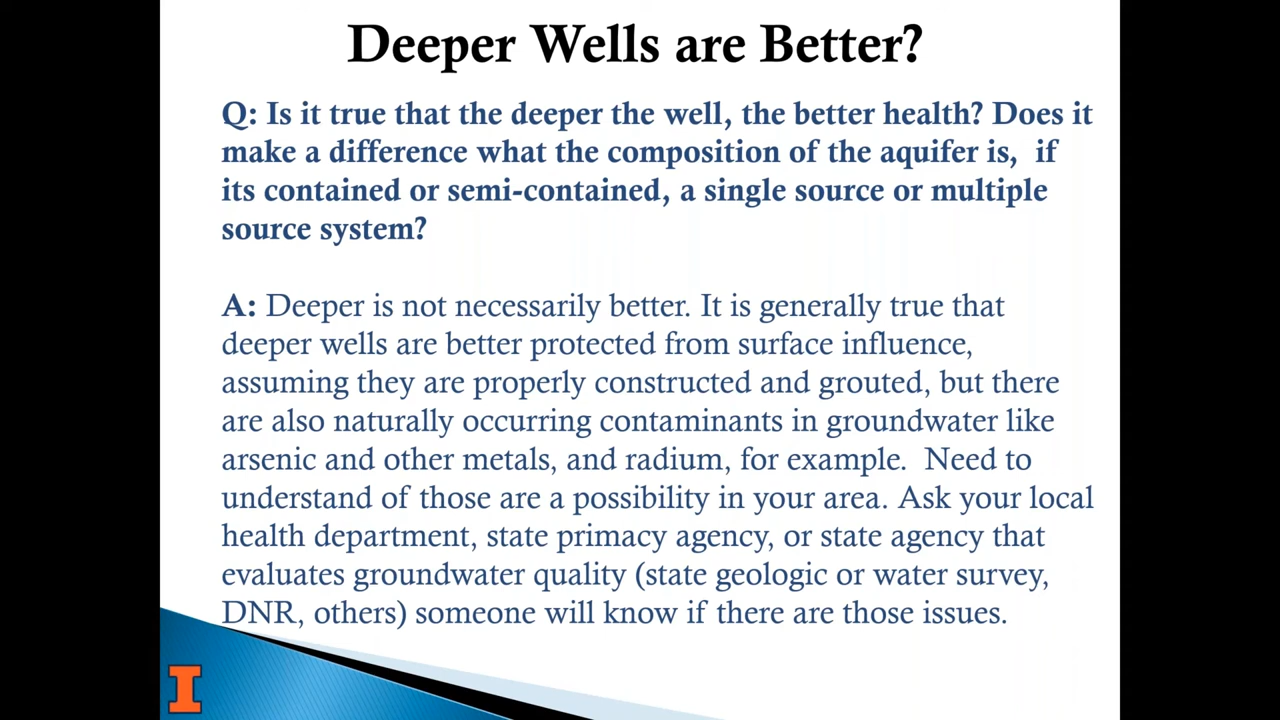 Deeper Wells are Better?
Q: Is it true that the deeper the well, the better health? Does it
make a difference what the composition of the aquifer is, if
its contained or semi-contained, a single source or multiple
source system?
A: Deeper is not necessarily better. It is generally true that
deeper wells are better protected from surface influence,
assuming they are properly constructed and grouted, but there
are also naturally occurring contaminants in groundwater like
arsenic and other metals, and radium, for example. Need to
understand of those are a possibility in your area. Ask your local
health department, state primacy agency, or state agency that
evaluates groundwater quality (state geologic or water survey,
DNR, others) someone will know if there are those issues.
I